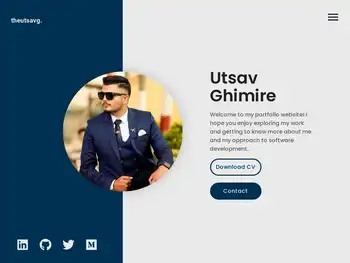 theutsavg.
Utsav
Ghimire
Welcome to my portfolio website! I
hope you enjoy exploring my work
and getting to know more about me
and my approach to software
development.
Download CV
Contact